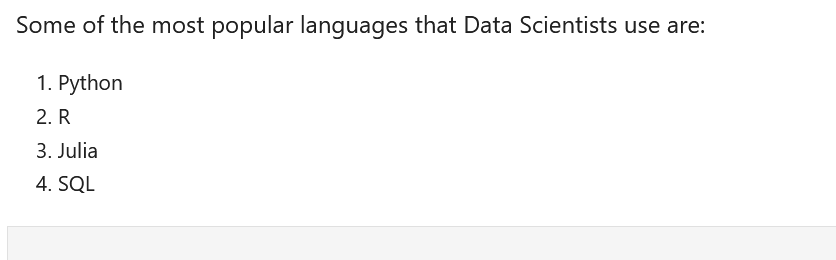 Some of the most popular languages that Data Scientists use are:
1. Python
2. R
3. Julia
4. SQL